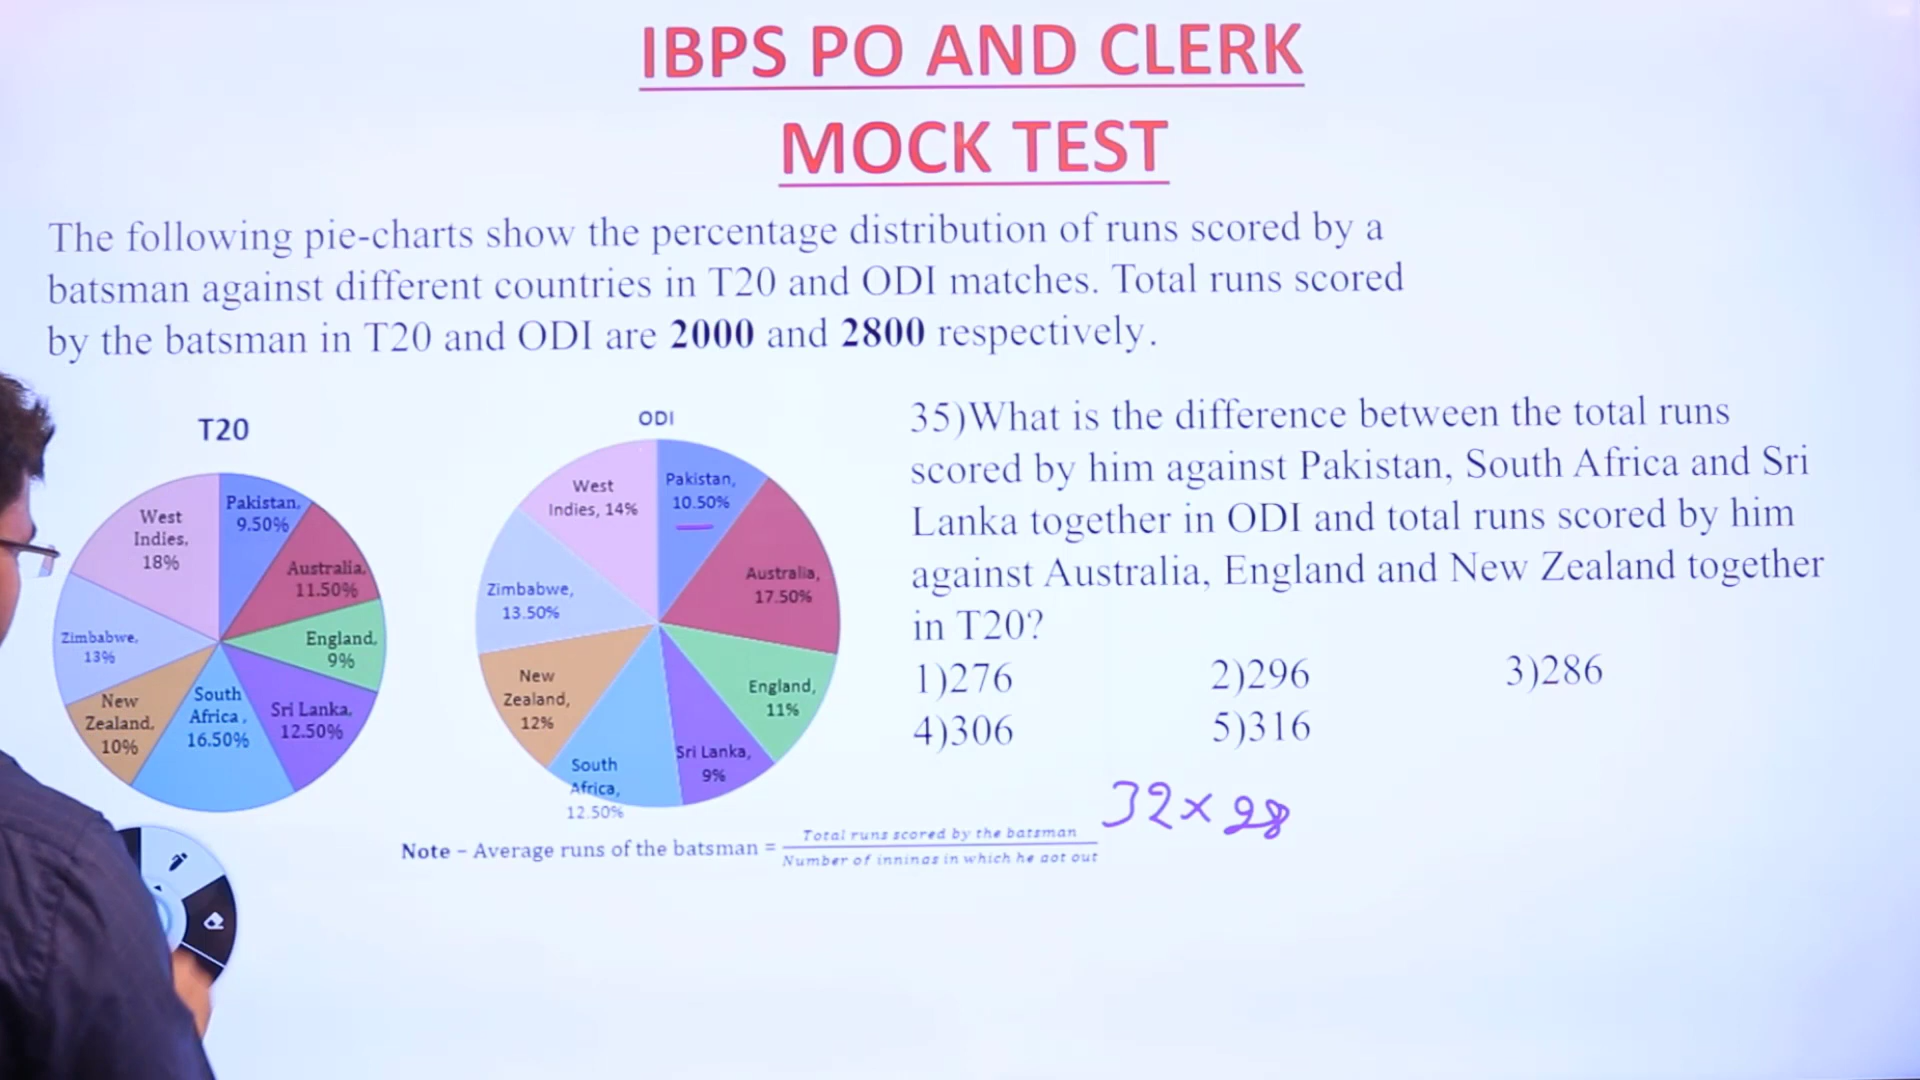 IBPS PO AND CLERK
MOCK TEST
The following pie-charts show the percentage distribution of runs scored by a
batsman against different countries in T20 and ODI matches. Total runs scored
by the batsman in T20 and ODI are 2000 and 2800 respectively.
T20
West
Indies,
18%
Pakistan,
9.50%
Australia,
11.50%
England,
9%
Sri Lanka,
12.50%
South
Africa,
16.50%
New
Zealand,
10%
Zimbabwe,
13%
ODI
West
Indies, 14%
Pakistan,
10.50%
Australia,
17.50%
England,
11%
Sri Lanka,
9%
South
Africa,
12.50%
New
Zealand,
12%
Zimbabwe,
13.50%
35)What is the difference between the total runs
scored by him against Pakistan, South Africa and Sri
Lanka together in ODI and total runs scored by him
against Australia, England and New Zealand together
in T20?
1)276 2)296 3)286
4)306 5)316
32 × 28
Note – Average runs of the batsman = Total runs scored by the batsman
Number of innings in which he got out